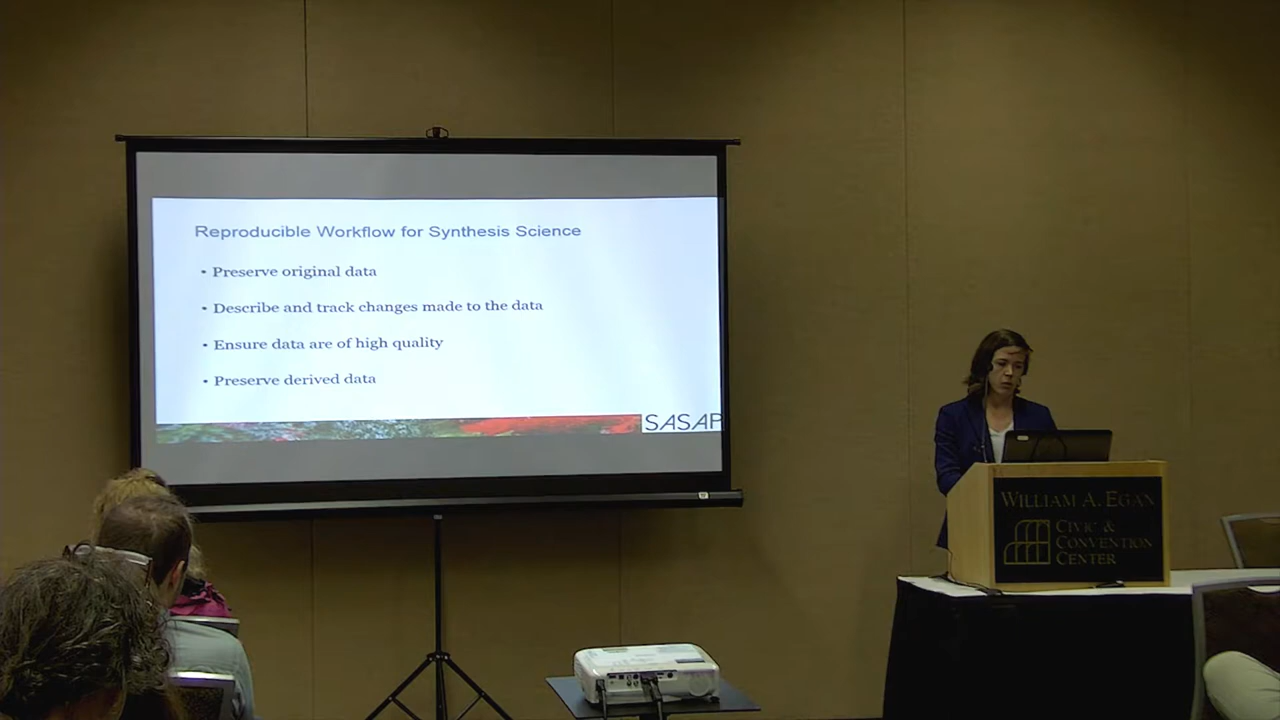 Reproducible Workflow for Synthesis Science
• Preserve original data
• Describe and track changes made to the data
• Ensure data are of high quality
• Preserve derived data
SASAP
WILLIAM A. EGAN
CIVIC &
CONVENTION
CENTER